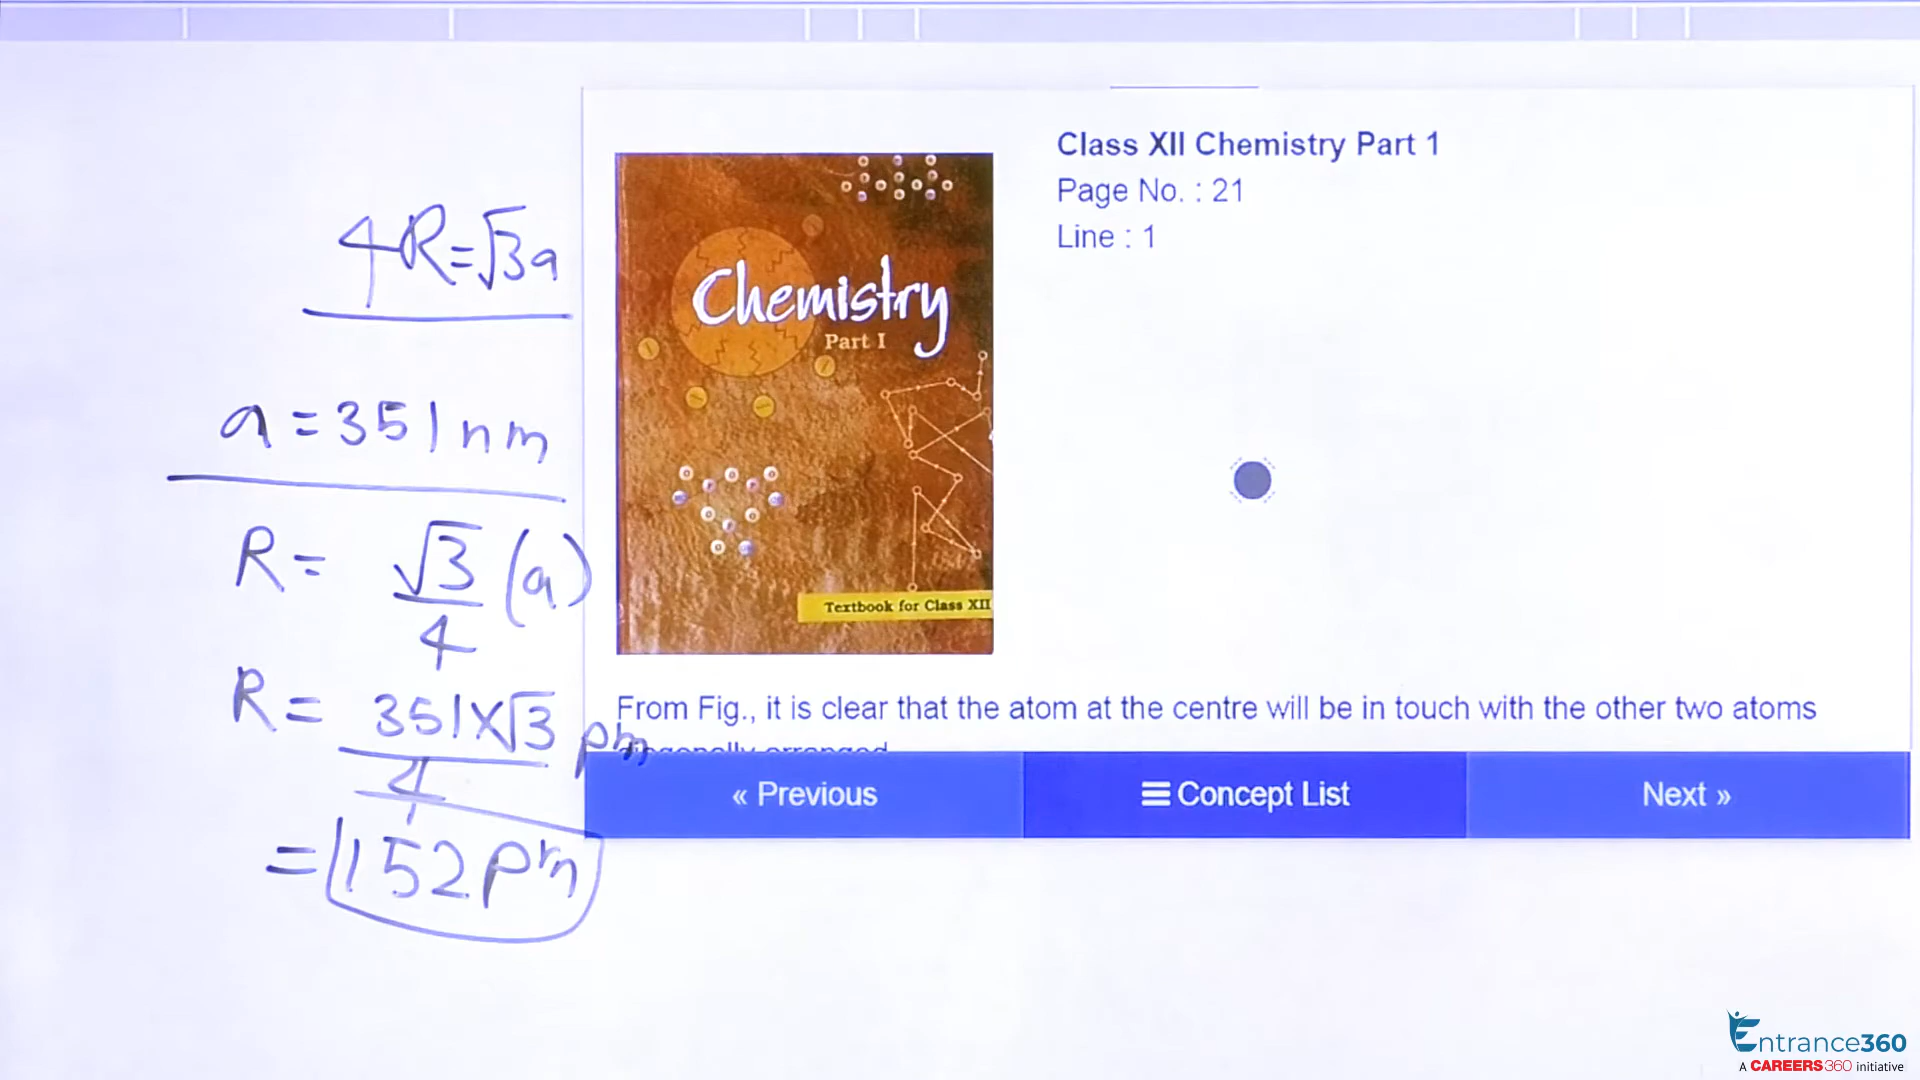 4R=√3a
a=351nm
R= √3/4 (a)
R= 351×√3/4 pm
=152pm
Class XII Chemistry Part 1
Page No. : 21
Line : 1
Chemistry
Part I
Textbook for Class XII
From Fig., it is clear that the atom at the centre will be in touch with the other two atoms
diagonally arranged
« Previous
Concept List
Next »
Entrance360
A CAREERS360 initiative